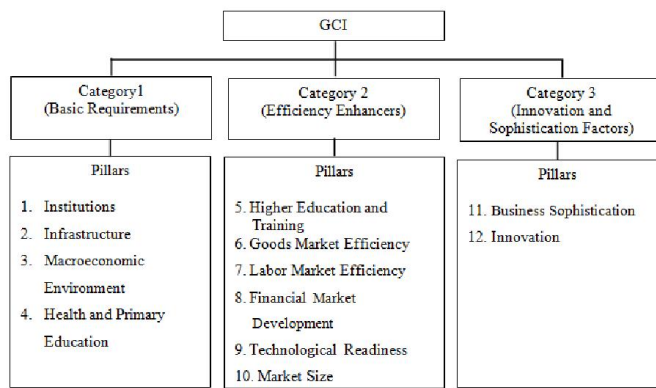 GCI
Category1
(Basic Requirements)
Category 2
(Efficiency Enhancers)
Category 3
(Innovation and
Sophistication Factors)
Pillars
1. Institutions
2. Infrastructure
3. Macroeconomic
Environment
4. Health and Primary
Education
Pillars
5. Higher Education and
Training
6. Goods Market Efficiency
7. Labor Market Efficiency
8. Financial Market
Development
9. Technological Readiness
10. Market Size
Pillars
11. Business Sophistication
12. Innovation